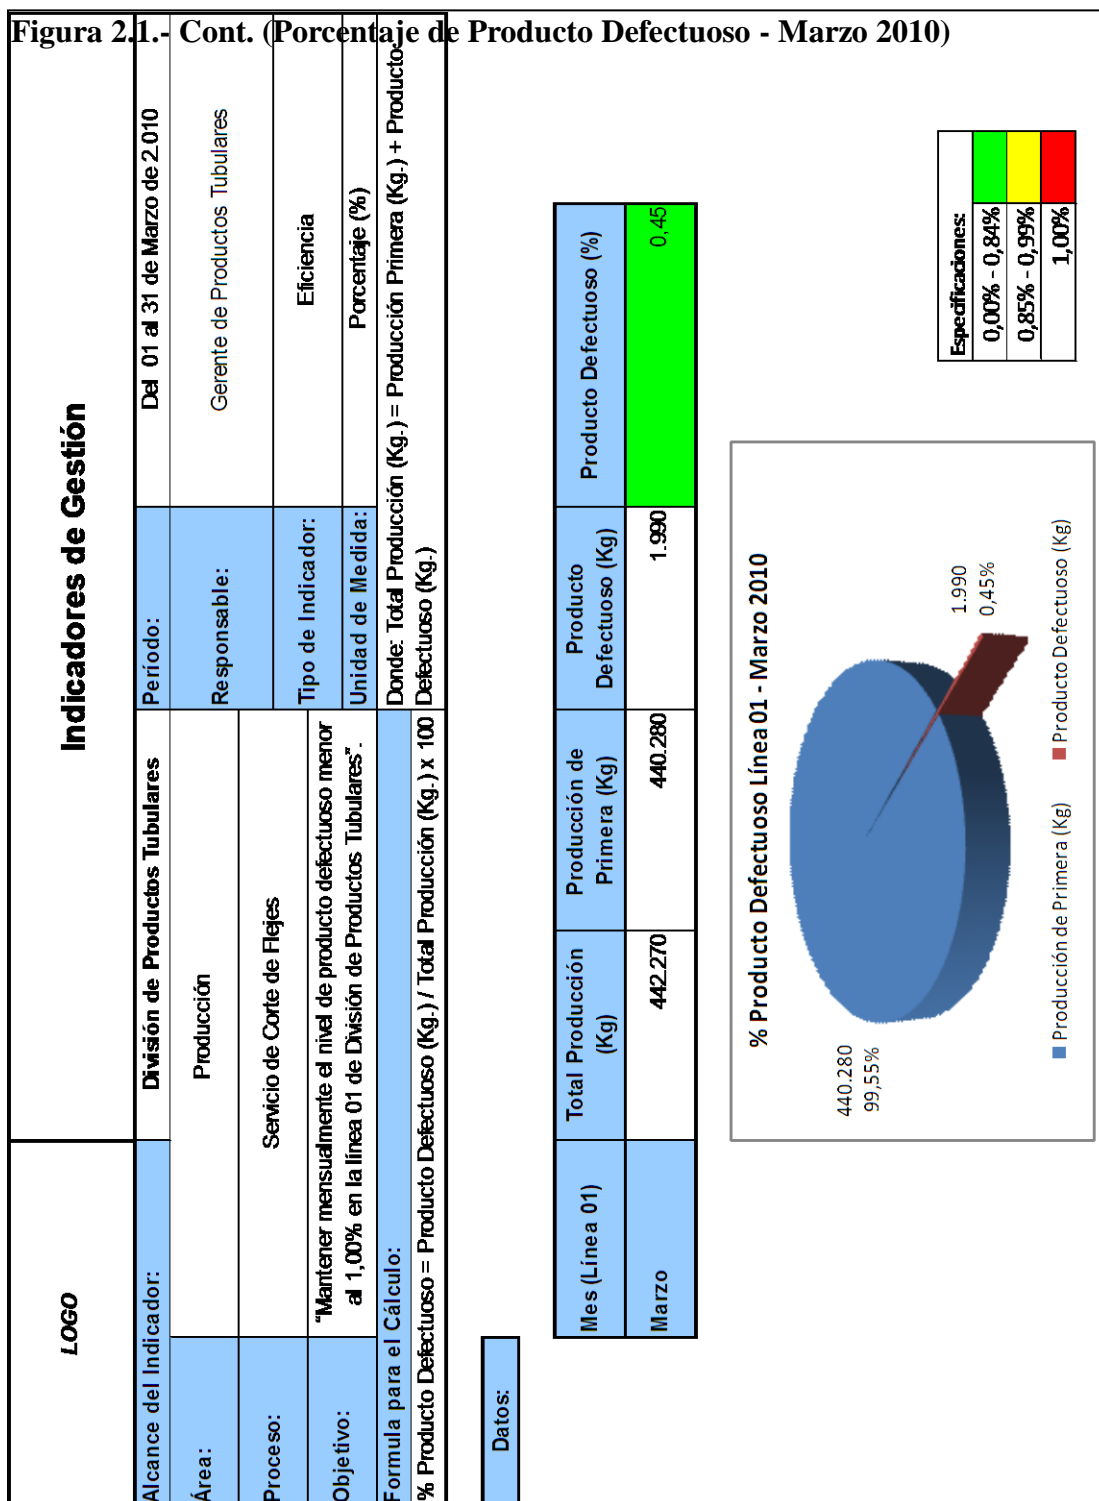 Figura 2.1.- Cont. (Porcentaje de Producto Defectuoso - Marzo 2010)
LOGO
Indicadores de Gestión
Alcance del Indicador:
División de Productos Tubulares
Período:
Del 01 al 31 de Marzo de 2.010
Área:
Producción
Responsable:
Gerente de Productos Tubulares
Proceso:
Servicio de Corte de Flejes
Tipo de Indicador:
Eficiencia
Objetivo:
"Mantener mensualmente el nivel de producto defectuoso menor
al 1,00% en la línea 01 de División de Productos Tubulares".
Unidad de Medida:
Porcentaje (%)
Formula para el Cálculo:
% Producto Defectuoso = Producto Defectuoso (Kg.) / Total Producción (Kg.) x 100
Donde: Total Producción (Kg.) = Producción Primera (Kg.) + Producto
Defectuoso (Kg.)
Datos:
Mes (Línea 01)
Total Producción
(Kg)
Producción de
Primera (Kg)
Producto
Defectuoso (Kg)
Producto Defectuoso (%)
Marzo
442.270
440.280
1.990
0,45
% Producto Defectuoso Línea 01 - Marzo 2010
440.280
99,55%
1.990
0,45%
Producción de Primera (Kg)
Producto Defectuoso (Kg)
Especificaciones:
0,00% - 0,84%
0,85% - 0,99%
1,00%